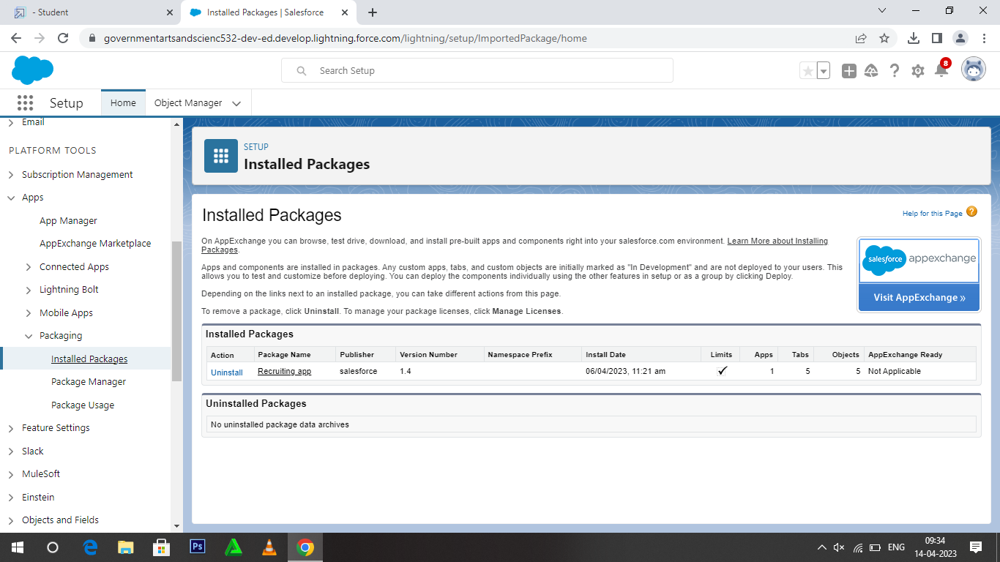 - Student
Installed Packages | Salesforce
governmentartsandscienc532-dev-ed.develop.lightning.force.com/lightning/setup/ImportedPackage/home
Search Setup
8
Setup
Home
Object Manager
Email
PLATFORM TOOLS
Subscription Management
Apps
App Manager
AppExchange Marketplace
Connected Apps
Lightning Bolt
Mobile Apps
Packaging
Installed Packages
Package Manager
Package Usage
Feature Settings
Slack
MuleSoft
Einstein
Objects and Fields
SETUP
Installed Packages
Installed Packages
Help for this Page ?
On AppExchange you can browse, test drive, download, and install pre-built apps and components right into your salesforce.com environment. Learn More about Installing
Packages.
Apps and components are installed in packages. Any custom apps, tabs, and custom objects are initially marked as "In Development" and are not deployed to your users. This
allows you to test and customize before deploying. You can deploy the components individually using the other features in setup or as a group by clicking Deploy.
Depending on the links next to an installed package, you can take different actions from this page.
To remove a package, click Uninstall. To manage your package licenses, click Manage Licenses.
salesforce appexchange
Visit AppExchange »
Installed Packages
Action Package Name Publisher Version Number Namespace Prefix Install Date Limits Apps Tabs Objects AppExchange Ready
Uninstall Recruiting app salesforce 1.4 06/04/2023, 11:21 am ✓ 1 5 5 Not Applicable
Uninstalled Packages
No uninstalled package data archives
Ps
ENG
09:34
14-04-2023